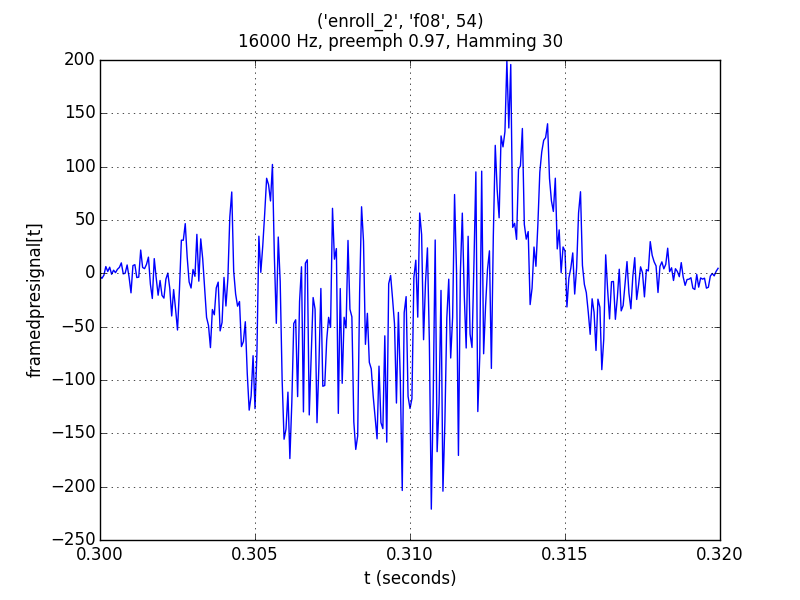 ('enroll_2', 'f08', 54)
16000 Hz, preemph 0.97, Hamming 30
200
150
100
50
0
−50
−100
−150
−200
−250
framedpresignal[t]
0.300 0.305 0.310 0.315 0.320
t (seconds)